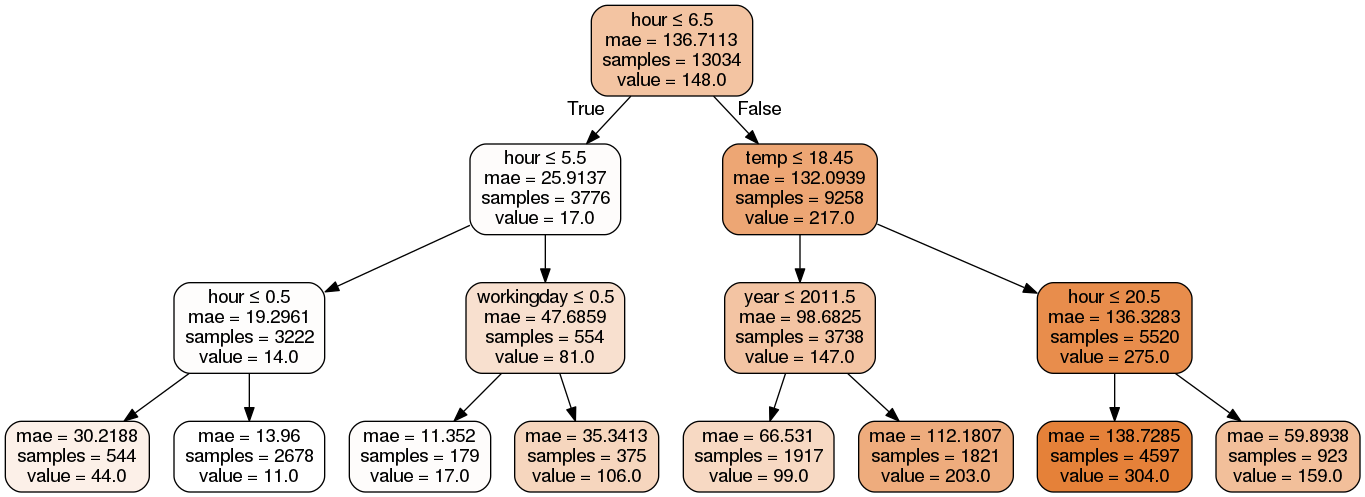 hour ≤ 6.5
mae = 136.7113
samples = 13034
value = 148.0
True
False
hour ≤ 5.5
mae = 25.9137
samples = 3776
value = 17.0
temp ≤ 18.45
mae = 132.0939
samples = 9258
value = 217.0
hour ≤ 0.5
mae = 19.2961
samples = 3222
value = 14.0
workingday ≤ 0.5
mae = 47.6859
samples = 554
value = 81.0
year ≤ 2011.5
mae = 98.6825
samples = 3738
value = 147.0
hour ≤ 20.5
mae = 136.3283
samples = 5520
value = 275.0
mae = 30.2188
samples = 544
value = 44.0
mae = 13.96
samples = 2678
value = 11.0
mae = 11.352
samples = 179
value = 17.0
mae = 35.3413
samples = 375
value = 106.0
mae = 66.531
samples = 1917
value = 99.0
mae = 112.1807
samples = 1821
value = 203.0
mae = 138.7285
samples = 4597
value = 304.0
mae = 59.8938
samples = 923
value = 159.0